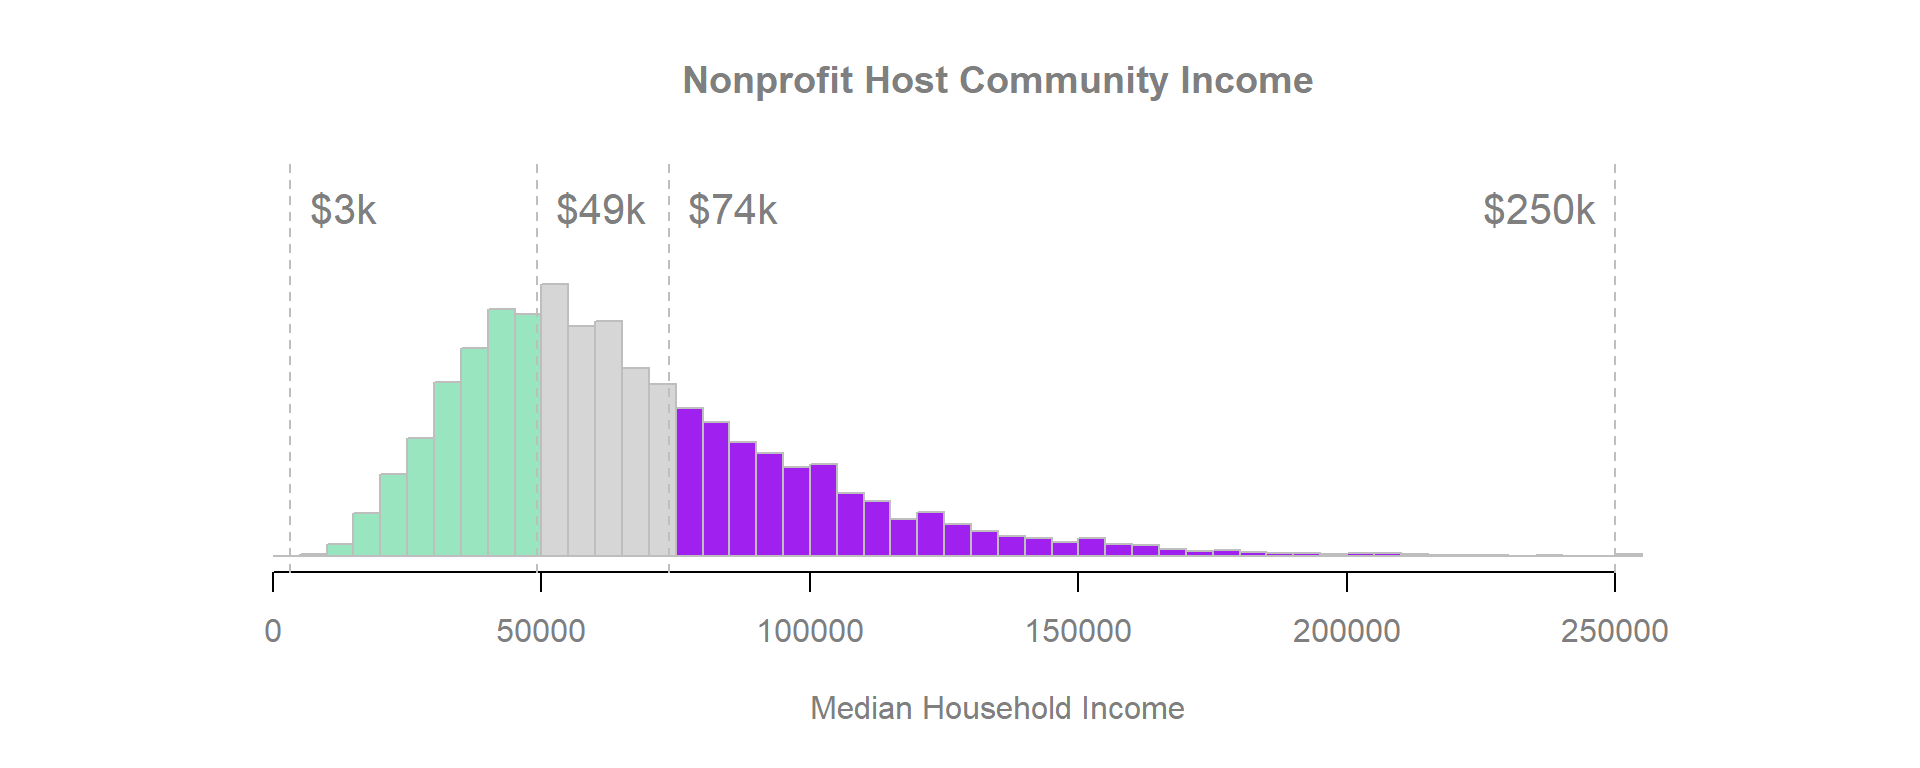 Nonprofit Host Community Income
$3k $49k $74k $250k
0 50000 100000 150000 200000 250000
Median Household Income